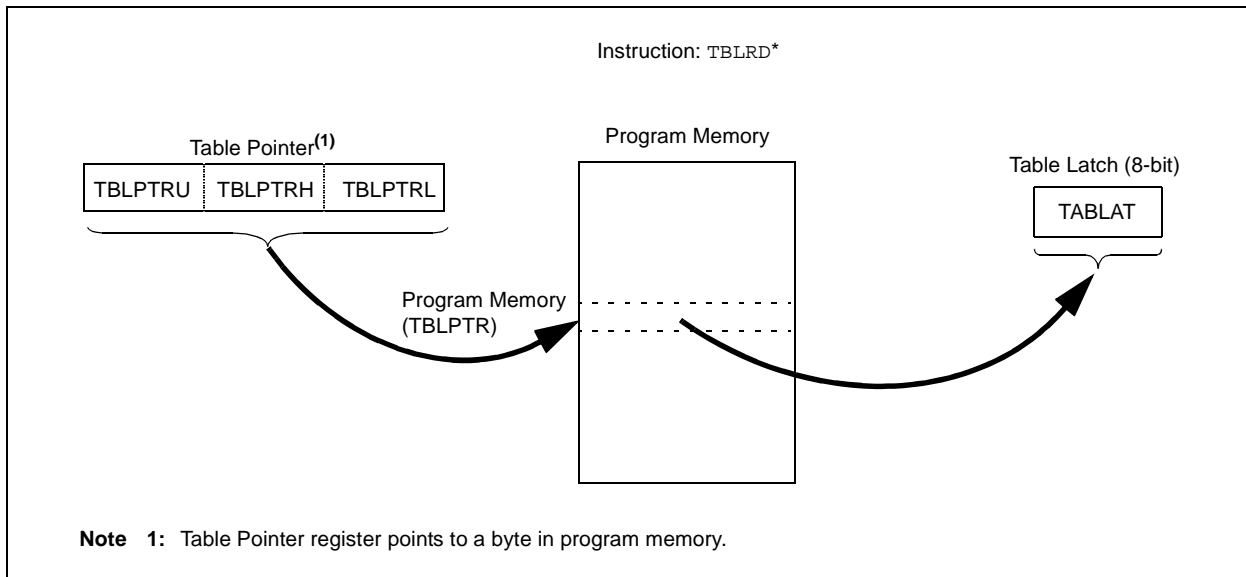 Instruction: TBLRD*
Table Pointer(1)
TBLPTRU TBLPTRH TBLPTRL
Program Memory
Table Latch (8-bit)
TABLAT
Program Memory
(TBLPTR)
Note 1: Table Pointer register points to a byte in program memory.